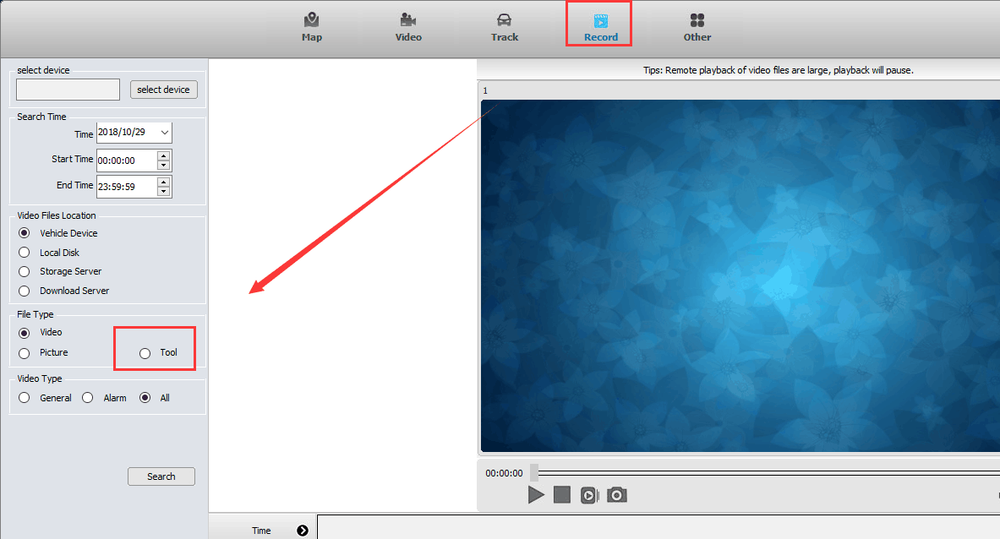 Map Video Track Record Other
select device
select device
Search Time
Time 2018/10/29
Start Time 00:00:00
End Time 23:59:59
Video Files Location
Vehicle Device
Local Disk
Storage Server
Download Server
File Type
Video
Picture Tool
Video Type
General Alarm All
Search
Tips: Remote playback of video files are large, playback will pause.
1
00:00:00
Time